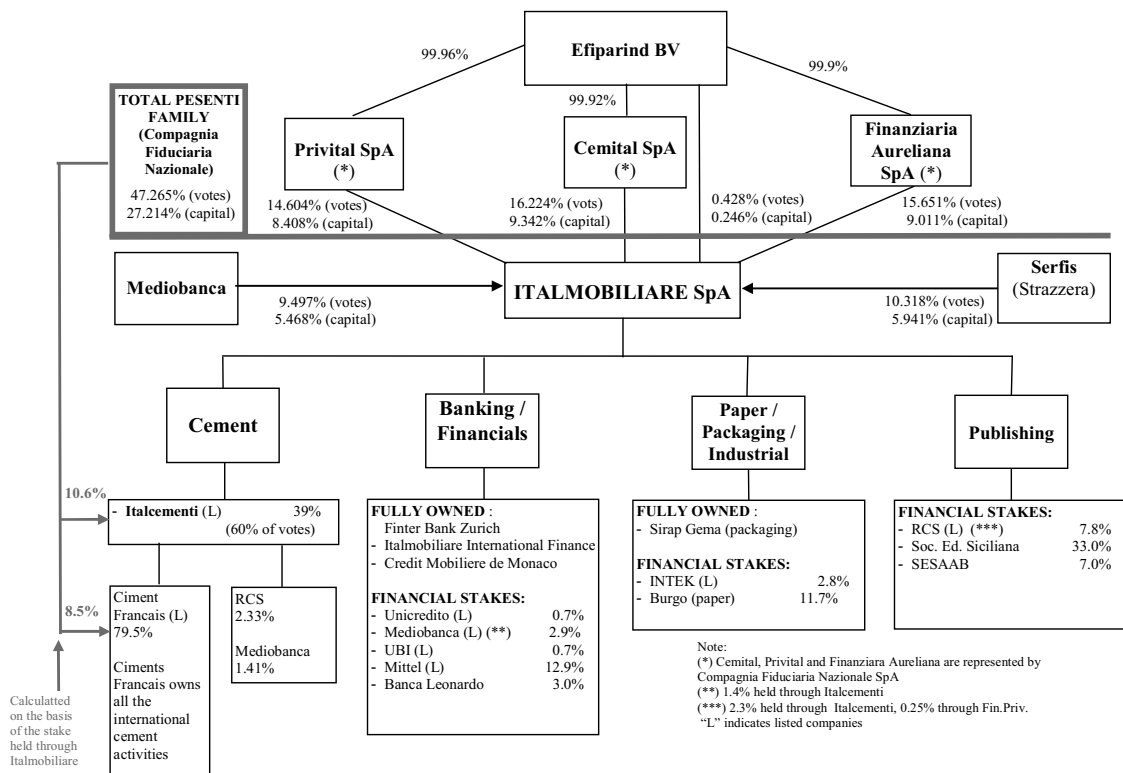 Efiparind BV
99.96%
99.92%
99.9%
TOTAL PESENTI
FAMILY
(Compagnia
Fiduciaria
Nazionale)
47.265% (votes)
27.214% (capital)
Privital SpA
(*)
Cemital SpA
(*)
Finanziaria
Aureliana
SpA (*)
14.604% (votes)
8.408% (capital)
16.224% (vots)
9.342% (capital)
0.428% (votes)
0.246% (capital)
15.651% (votes)
9.011% (capital)
Mediobanca
9.497% (votes)
5.468% (capital)
ITALMOBILIARE SpA
Serfis
(Strazzera)
10.318% (votes)
5.941% (capital)
Cement
Banking /
Financials
Paper /
Packaging /
Industrial
Publishing
10.6%
- Italcementi (L) 39%
(60% of votes)
8.5%
Ciment
Francais (L)
79.5%
Ciments
Francais owns
all the
international
cement
activities
RCS
2.33%
Mediobanca
1.41%
Calculatted
on the basis
of the stake
held through
Italmobiliare
FULLY OWNED :
Finter Bank Zurich
- Italmobiliare International Finance
- Credit Mobiliere de Monaco
FINANCIAL STAKES:
- Unicredito (L) 0.7%
- Mediobanca (L) (**) 2.9%
- UBI (L) 0.7%
- Mittel (L) 12.9%
- Banca Leonardo 3.0%
FULLY OWNED:
- Sirap Gema (packaging)
FINANCIAL STAKES:
- INTEK (L) 2.8%
- Burgo (paper) 11.7%
FINANCIAL STAKES:
- RCS (L) (***) 7.8%
- Soc. Ed. Siciliana 33.0%
- SESAAB 7.0%
Note:
(*) Cemital, Privital and Finanziara Aureliana are represented by
Compagnia Fiduciaria Nazionale SpA
(**) 1.4% held through Italcementi
(***) 2.3% held through Italcementi, 0.25% through Fin.Priv.
“L” indicates listed companies